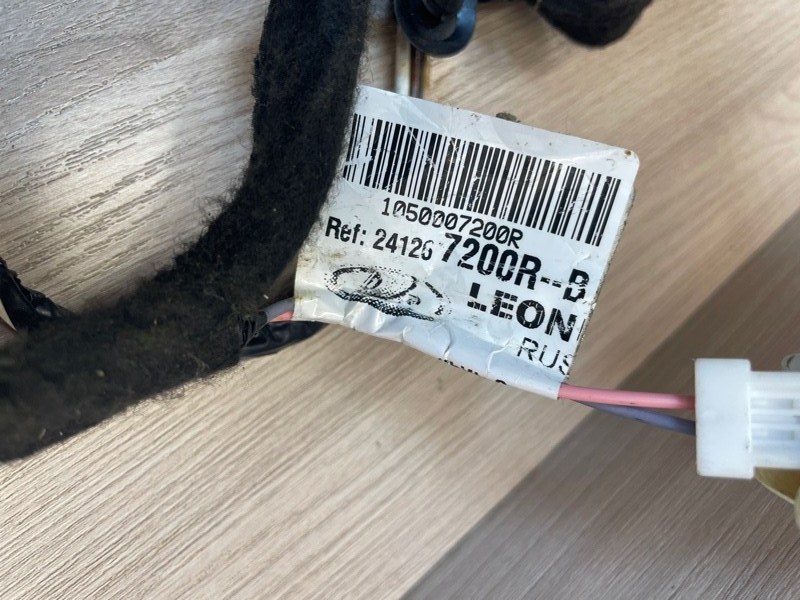 1050007200R
Ref: 24126 7200R--B
LEON
RUS